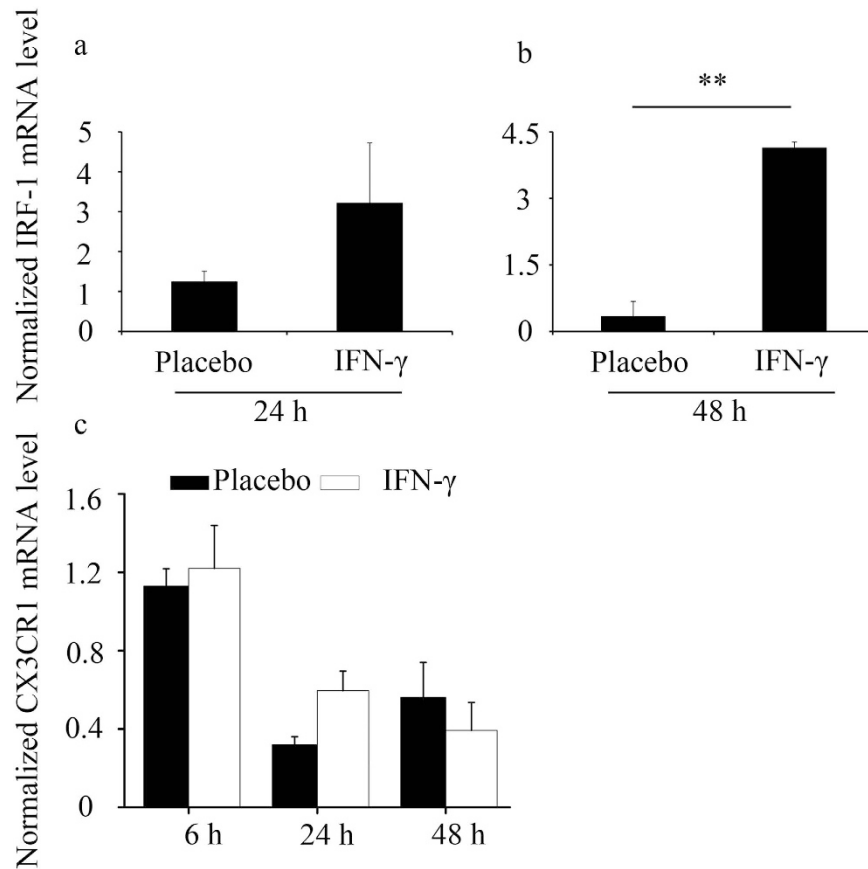 a
Normalized IRF-1 mRNA level
5
4
3
2
1
0
Placebo IFN-γ
24 h
b
**
4.5
3
1.5
0
Placebo IFN-γ
48 h
c
Normalized CX3CR1 mRNA level
Placebo IFN-γ
1.6
1.2
0.8
0.4
0
6 h 24 h 48 h